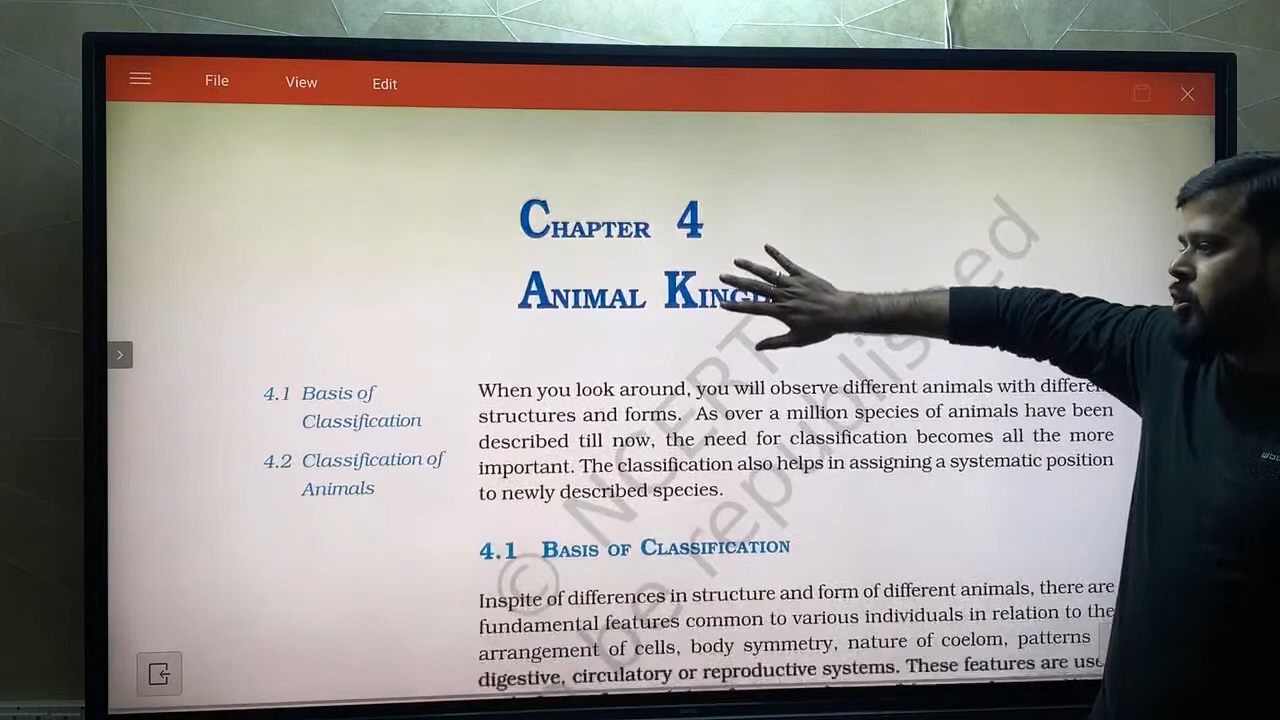 File View Edit
CHAPTER 4
ANIMAL
4.1 Basis of
Classification
4.2 Classification of
Animals
When you look around, you will observe different animals with
structures and forms. As over a million species of animals have been
described till now, the need for classification becomes all the more
important. The classification also helps in assigning a systematic position
to newly described species.
4.1 BASIS OF CLASSIFICATION
Inspite of differences in structure and form of different animals, there are
fundamental features common to various individuals in relation to the
arrangement of cells, body symmetry, nature of coelom, patterns
digestive, circulatory or reproductive systems. These features are
© NCERT
be republished